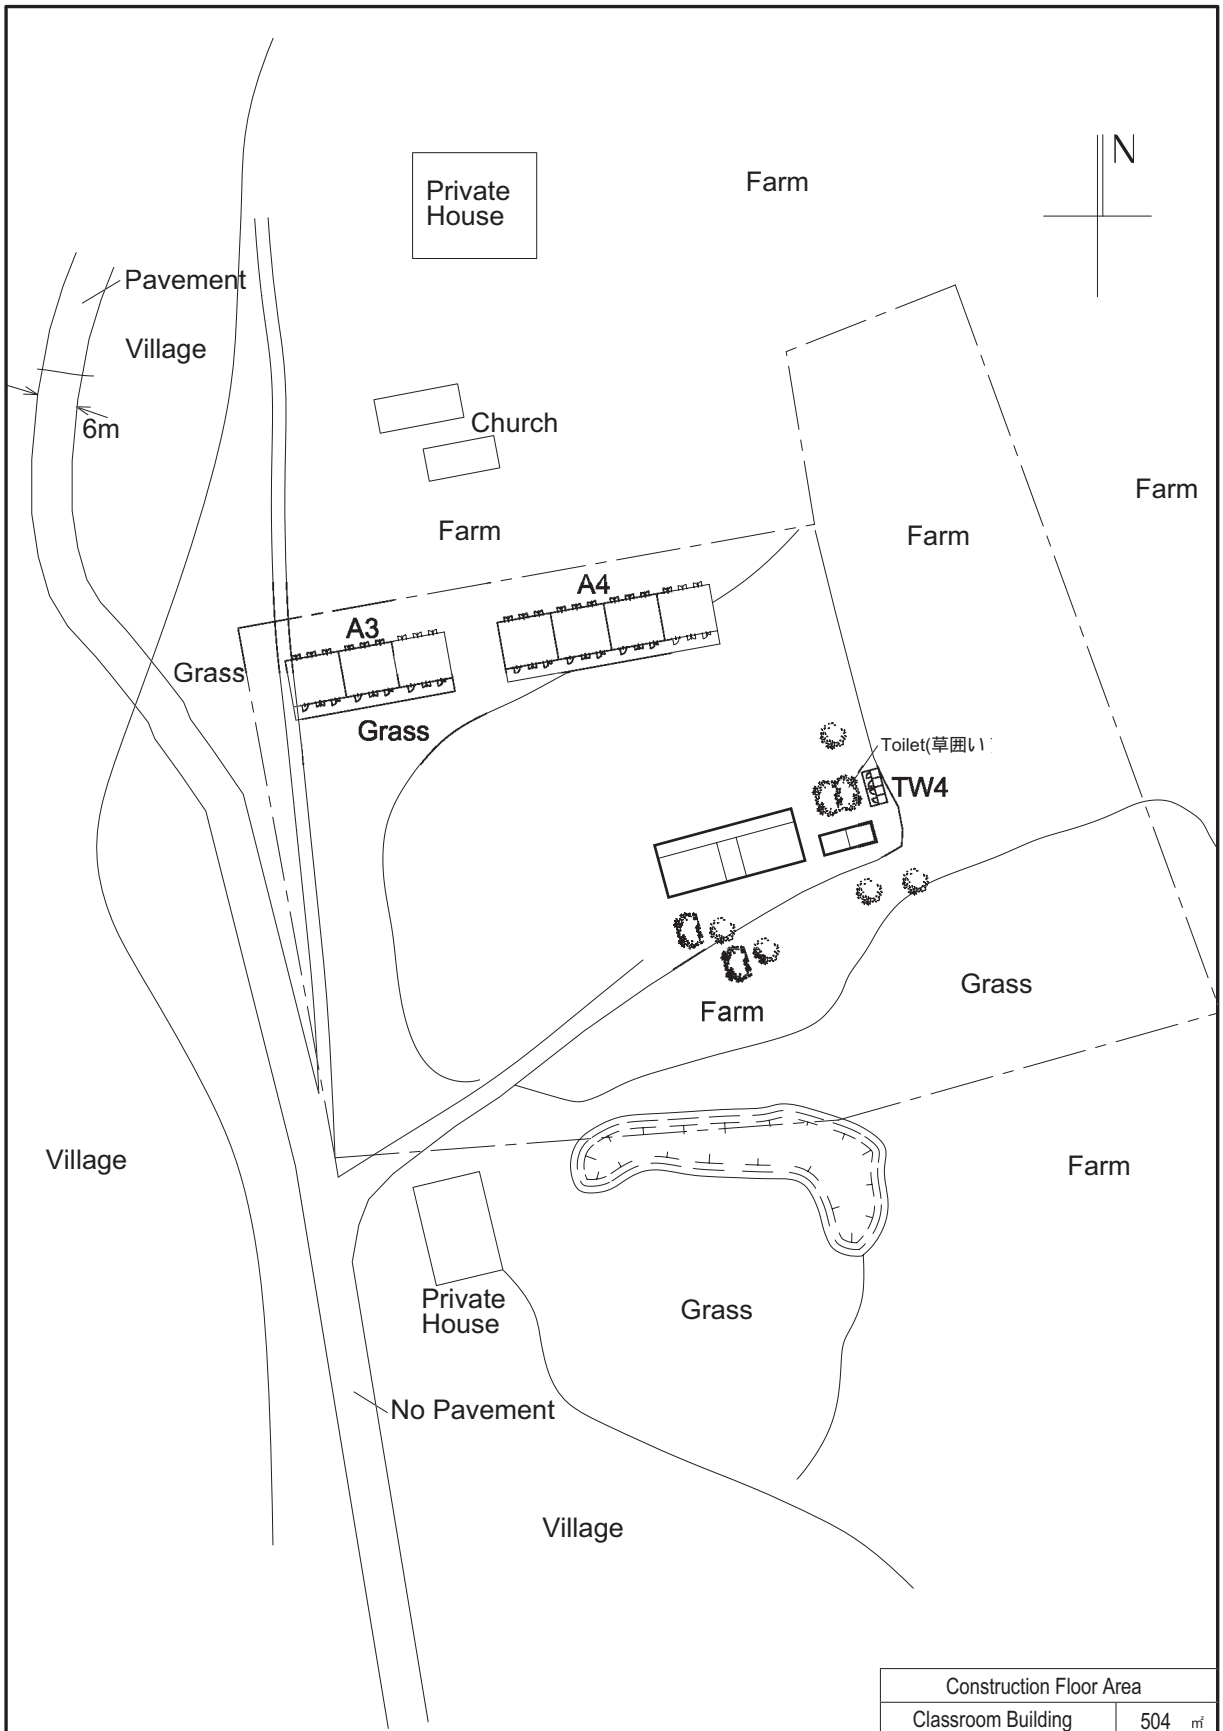 N
Private
House
Farm
Pavement
Village
6m
Church
Farm
Farm
Farm
A4
A3
Grass
Grass
Toilet(草囲い
TW4
Grass
Farm
Village
Farm
Private
House
Grass
No Pavement
Village
Construction Floor Area
Classroom Building 504 ㎡